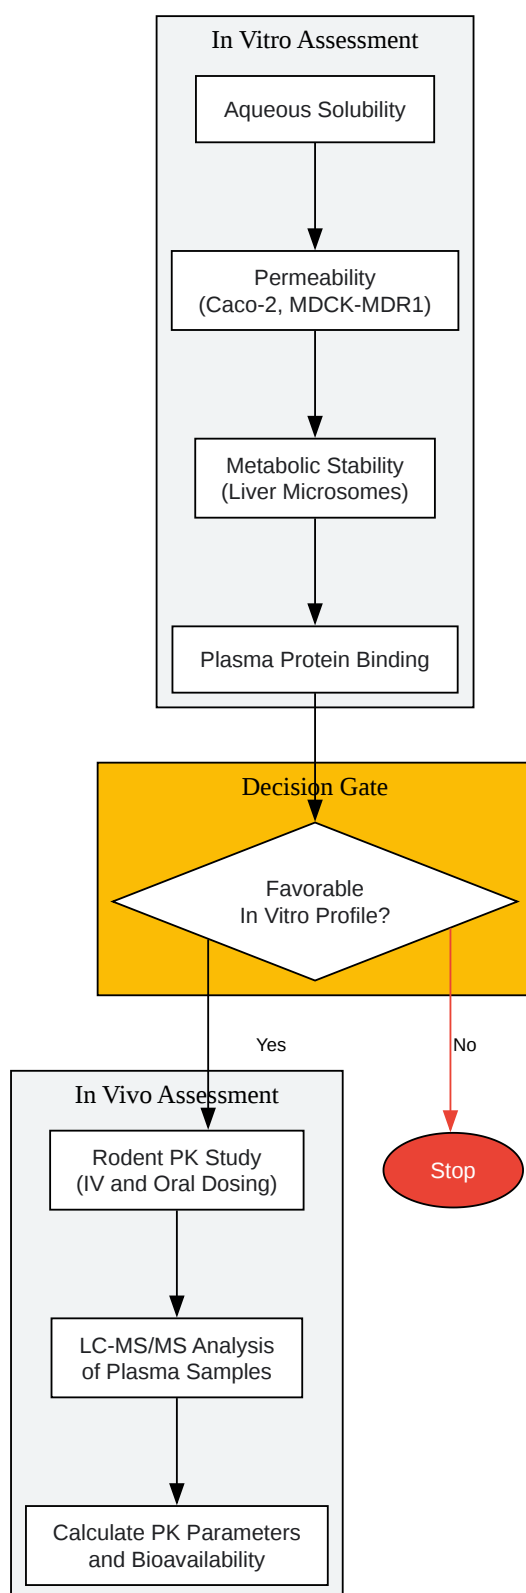 In Vitro Assessment
Aqueous Solubility
Permeability
(Caco-2, MDCK-MDR1)
Metabolic Stability
(Liver Microsomes)
Plasma Protein Binding
Decision Gate
Favorable
In Vitro Profile?
Yes
No
In Vivo Assessment
Rodent PK Study
(IV and Oral Dosing)
Stop
LC-MS/MS Analysis
of Plasma Samples
Calculate PK Parameters
and Bioavailability